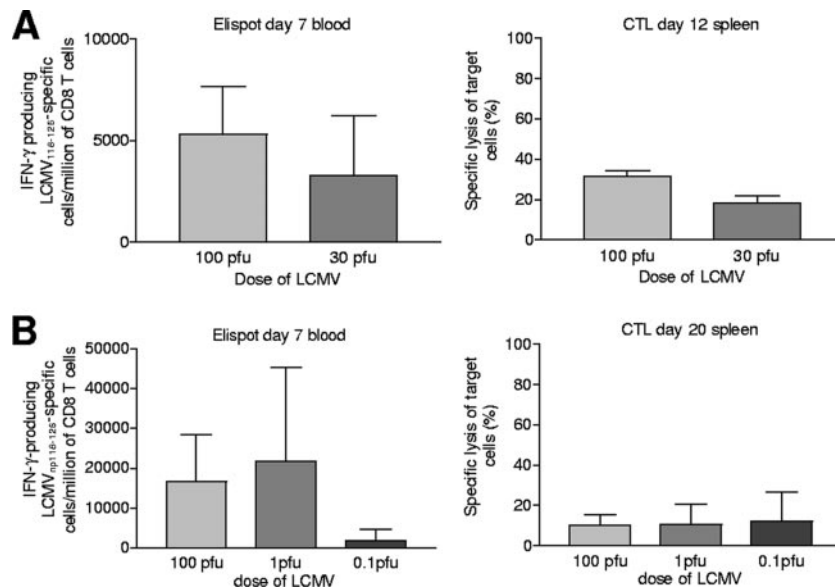 A
Elispot day 7 blood
IFN-γ producing
LCMV118-126-specific
cells/million of CD8 T cells
10000
5000
0
100 pfu
30 pfu
Dose of LCMV
CTL day 12 spleen
Specific lysis of target
cells (%)
100
80
60
40
20
0
100 pfu
30 pfu
Dose of LCMV
B
Elispot day 7 blood
IFN-γ-producing
LCMVnp118-126-specific
cells/million of CD8 T cells
50000
40000
30000
20000
10000
0
100 pfu
1pfu
0.1pfu
dose of LCMV
CTL day 20 spleen
Specific lysis of target
cells (%)
100
80
60
40
20
0
100 pfu
1pfu
0.1pfu
dose of LCMV